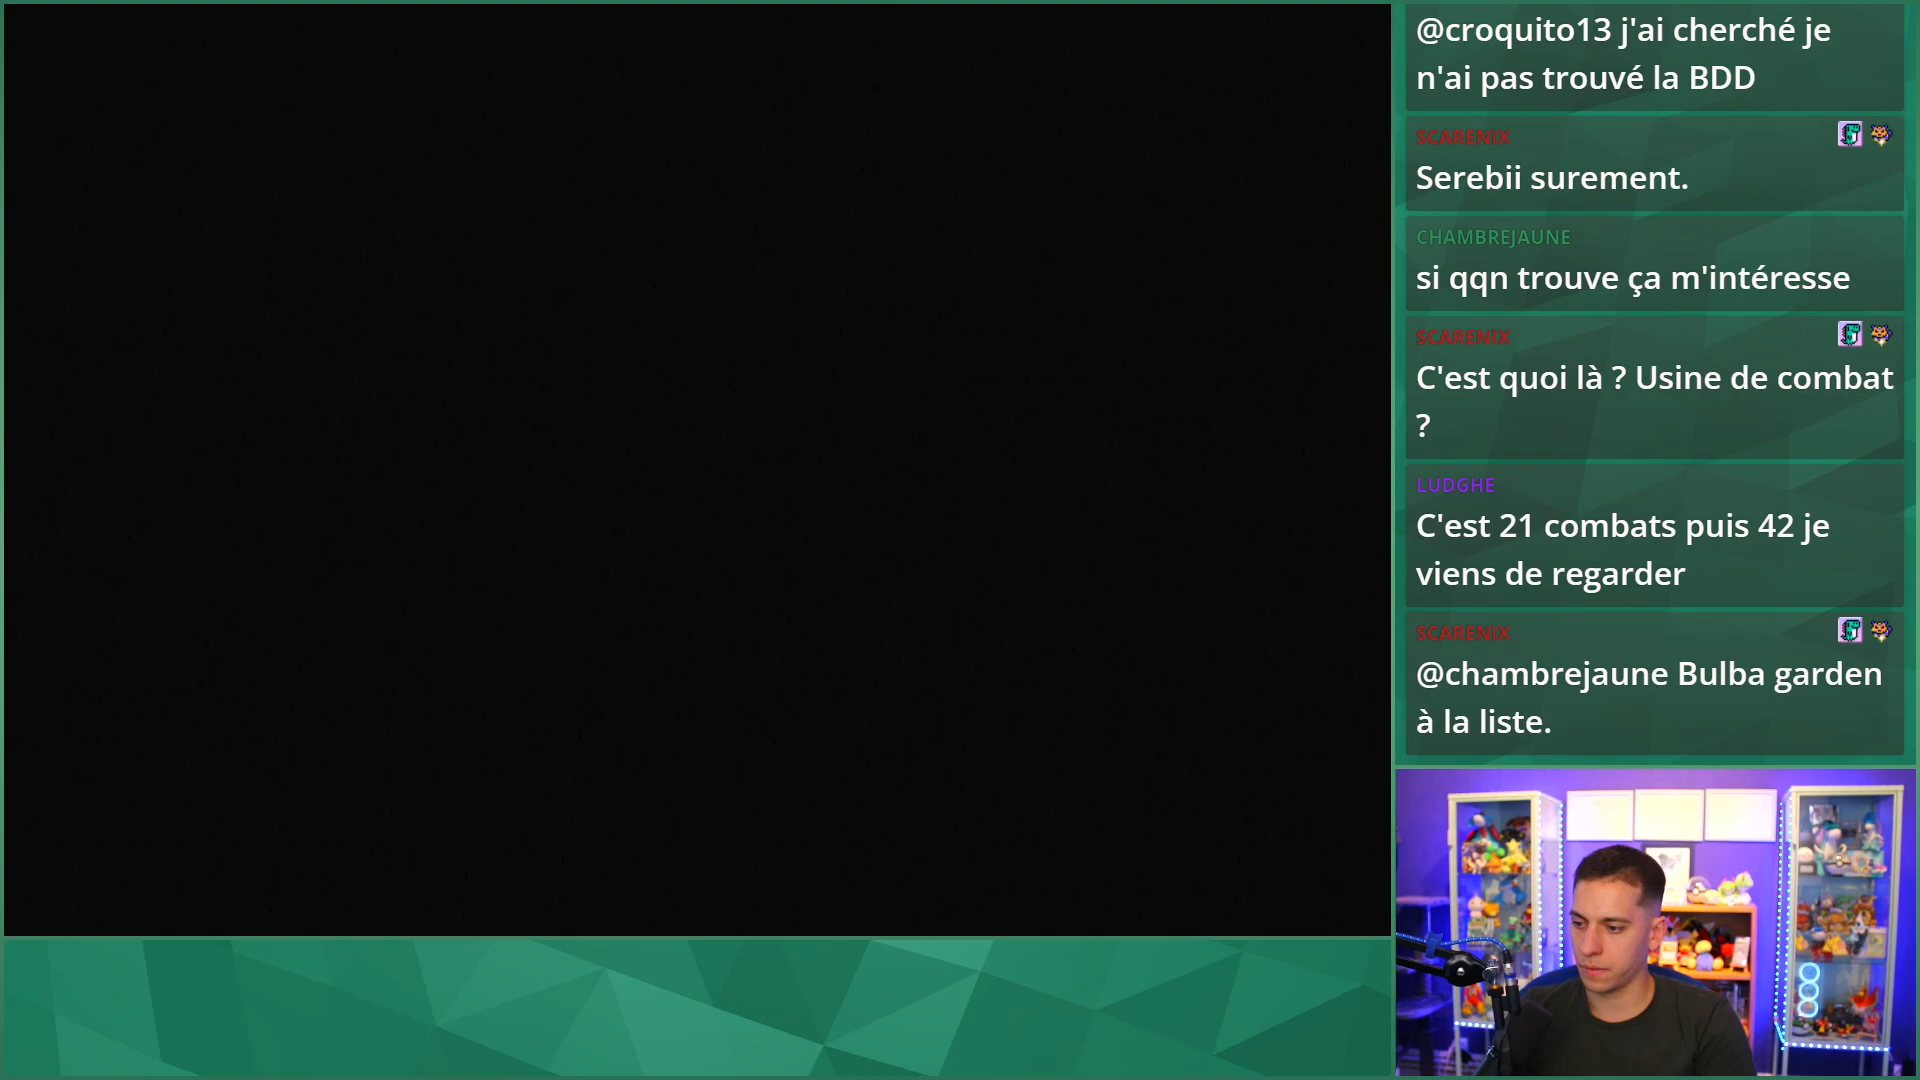 @croquito13 j'ai cherché je
n'ai pas trouvé la BDD
SCARENIX
Serebii surement.
CHAMBREJAUNE
si qqn trouve ça m'intéresse
SCARENIX
C'est quoi là ? Usine de combat
?
LUDGHE
C'est 21 combats puis 42 je
viens de regarder
SCARENIX
@chambrejaune Bulba garden
à la liste.